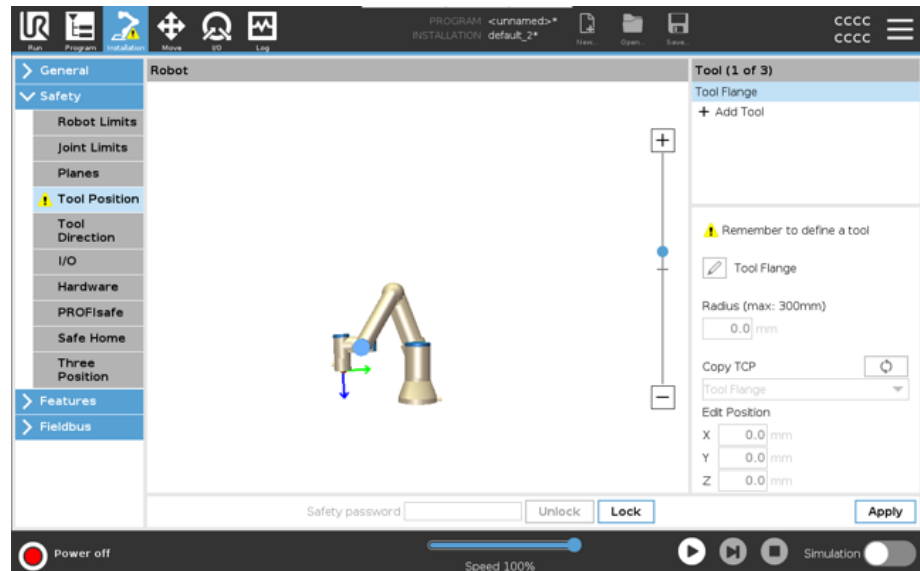 PROGRAM <unnamed>*
INSTALLATION default_2*
New... Open... Save...
CCCC
CCCC
Run Program Installation Move I/O Log
General
Safety
Robot Limits
Joint Limits
Planes
Tool Position
Tool
Direction
I/O
Hardware
PROFIsafe
Safe Home
Three
Position
Features
Fieldbus
Robot
Tool (1 of 3)
Tool Flange
+ Add Tool
Remember to define a tool
Tool Flange
Radius (max: 300mm)
0.0 mm
Copy TCP
Tool Flange
Edit Position
X 0.0 mm
Y 0.0 mm
Z 0.0 mm
Safety password Unlock Lock Apply
Power off
Speed 100%
Simulation